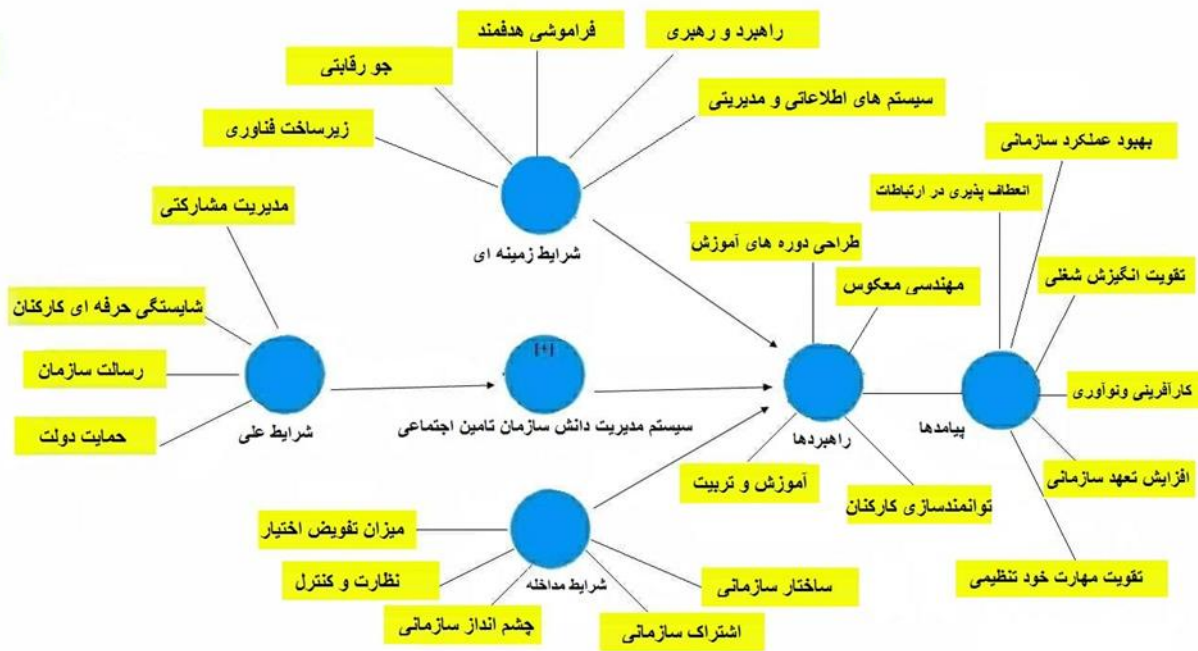 فراموشی هدفمند
راهبرد و رهبری
جو رقابتی
سیستم های اطلاعاتی و مدیریتی
زیرساخت فناوری
شرایط زمینه ای
مدیریت مشارکتی
شایستگی حرفه ای کارکنان
رسالت سازمان
حمایت دولت
شرایط علی
[+]
سیستم مدیریت دانش سازمان تامین اجتماعی
میزان تفویض اختیار
نظارت و کنترل
چشم انداز سازمانی
اشتراک سازمانی
ساختار سازمانی
شرایط مداخله
طراحی دوره های آموزش
مهندسی معکوس
راهبردها
آموزش و تربیت
توانمندسازی کارکنان
بهبود عملکرد سازمانی
انعطاف پذیری در ارتباطات
تقویت انگیزش شغلی
کارآفرینی ونوآوری
پیامدها
افزایش تعهد سازمانی
تقویت مهارت خود تنظیمی